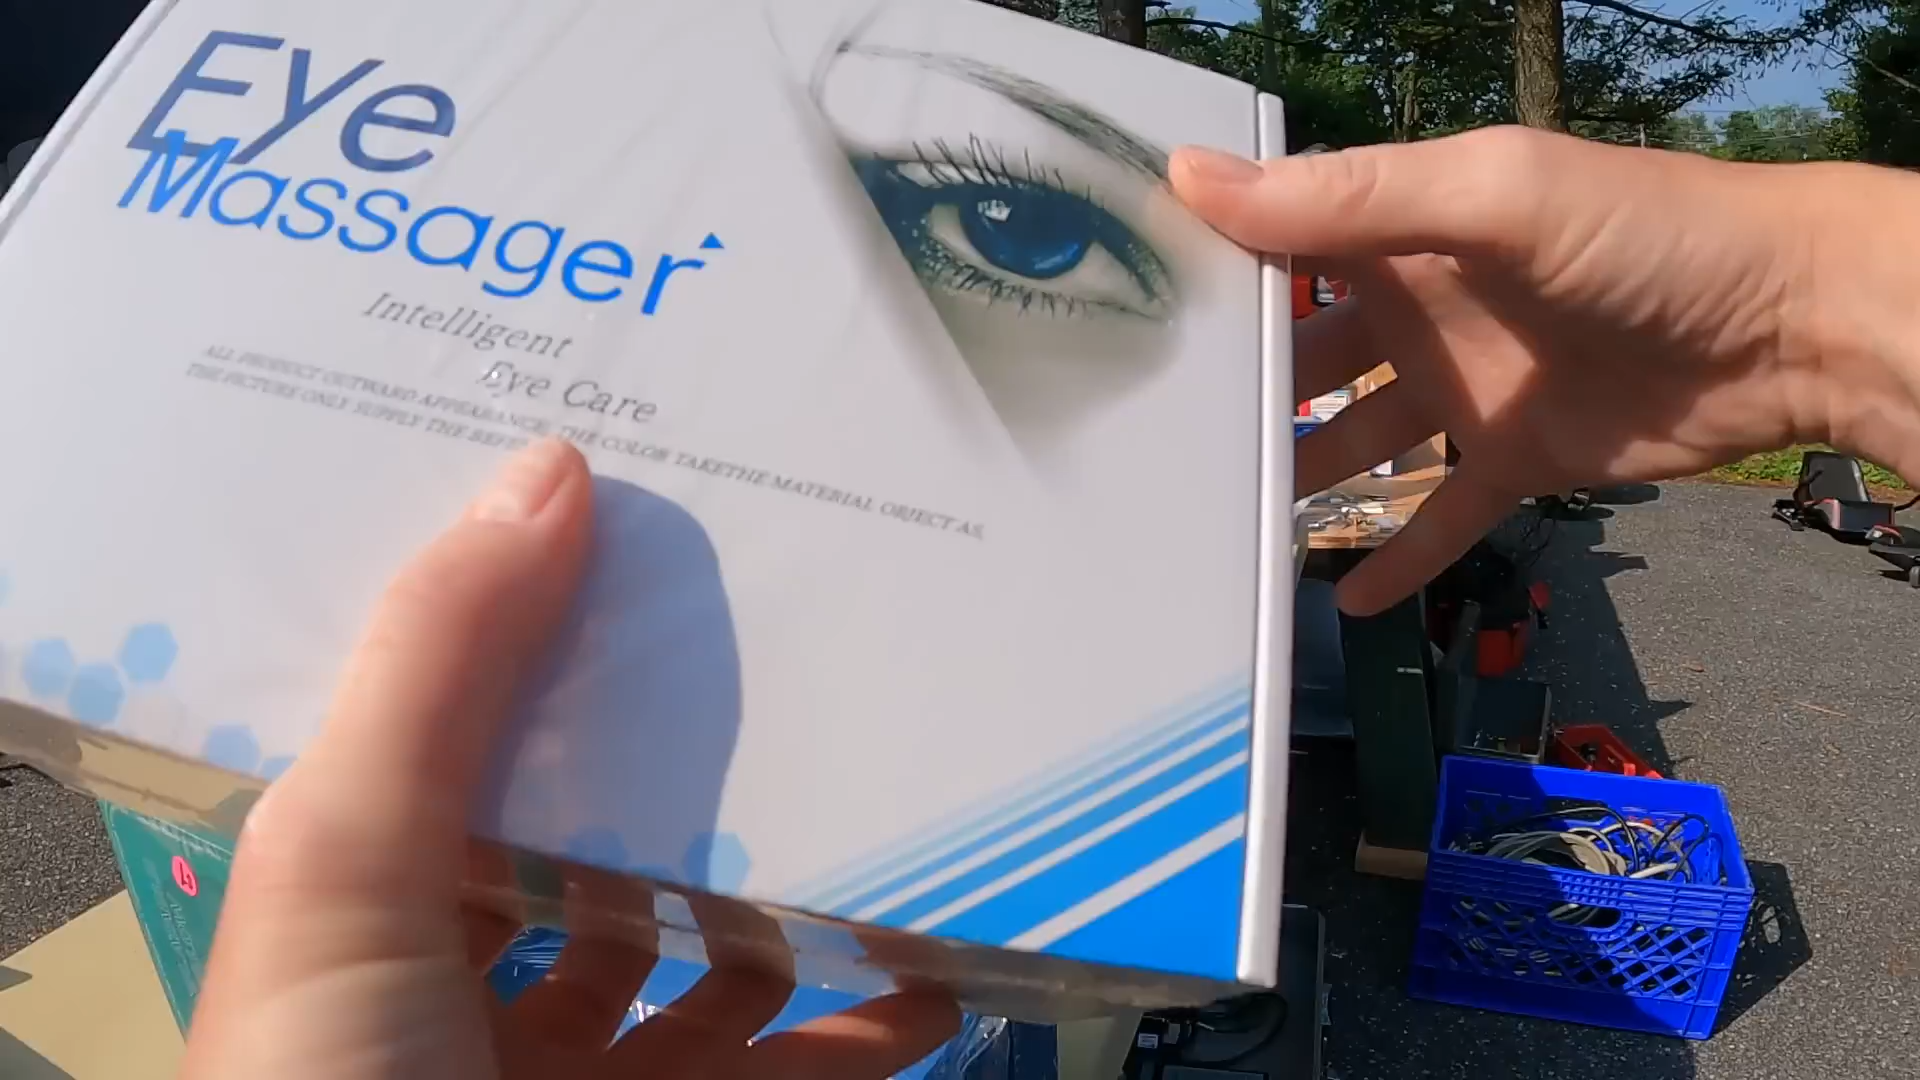 Eye
Massager
Intelligent
Eye Care
ALL PRODUCT OUTWARD APPEARANCE, THE COLOR TAKETHE MATERIAL OBJECT AS,
THE PICTURE ONLY SUPPLY THE